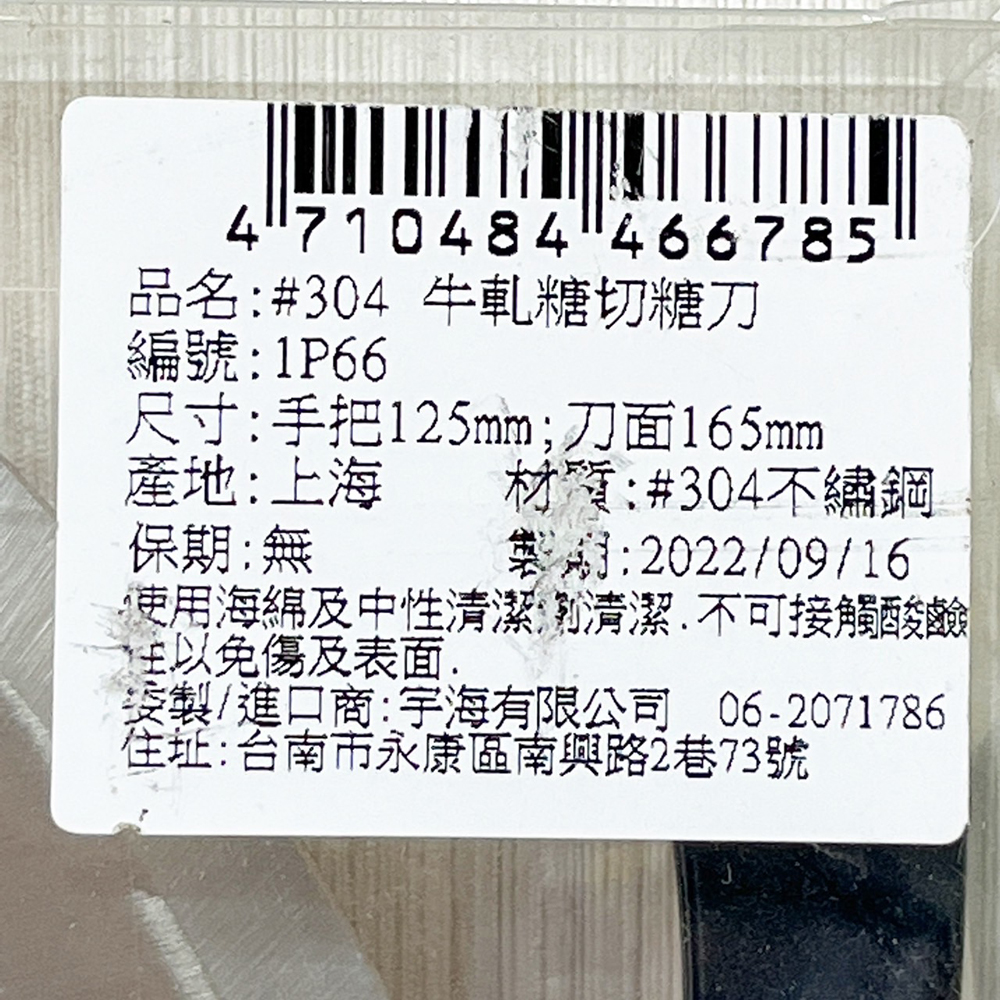 4 710484 466785
品名:#304 牛軋糖切糖刀
編號:1P66
尺寸:手把125mm;刀面165mm
產地:上海 材質:#304不繡鋼
保期:無 製期:2022/09/16
使用海綿及中性清潔劑清潔.不可接觸酸鹼
性以免傷及表面.
委製/進口商:宇海有限公司 06-2071786
住址:台南市永康區南興路2巷73號